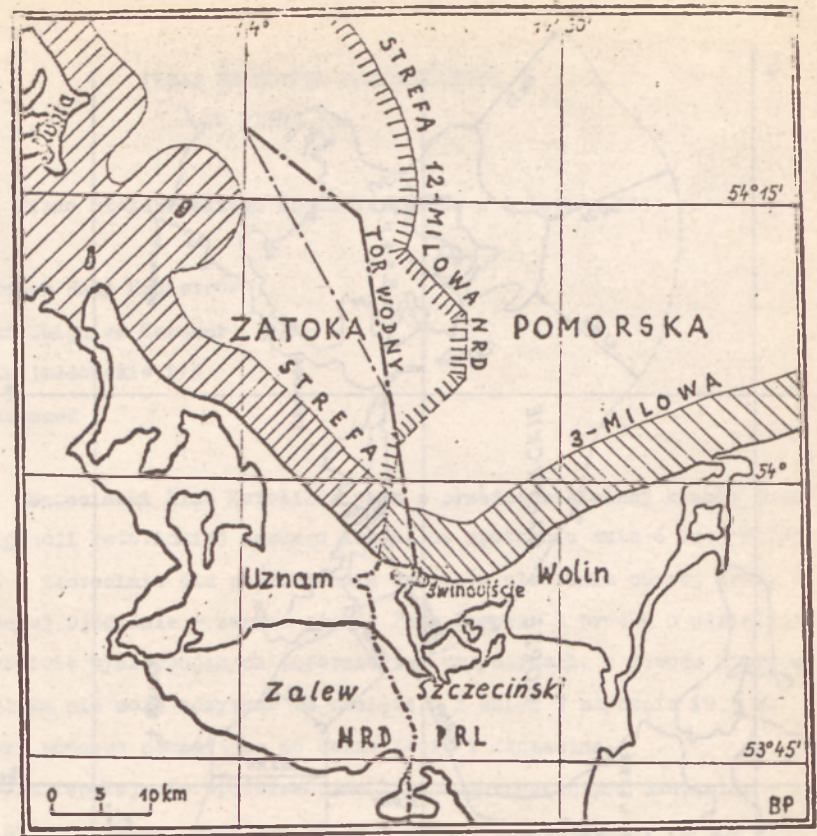 14°
14°30'
STREFA 12-MILOWA NRD
54°15'
TOR WODNY
ZATOKA POMORSKA
STREFA
3-MILOWA
54°
Uznam
Świnoujście
Wolin
Zalew Szczeciński
NRD PRL
53°45'
0 5 10km
BP